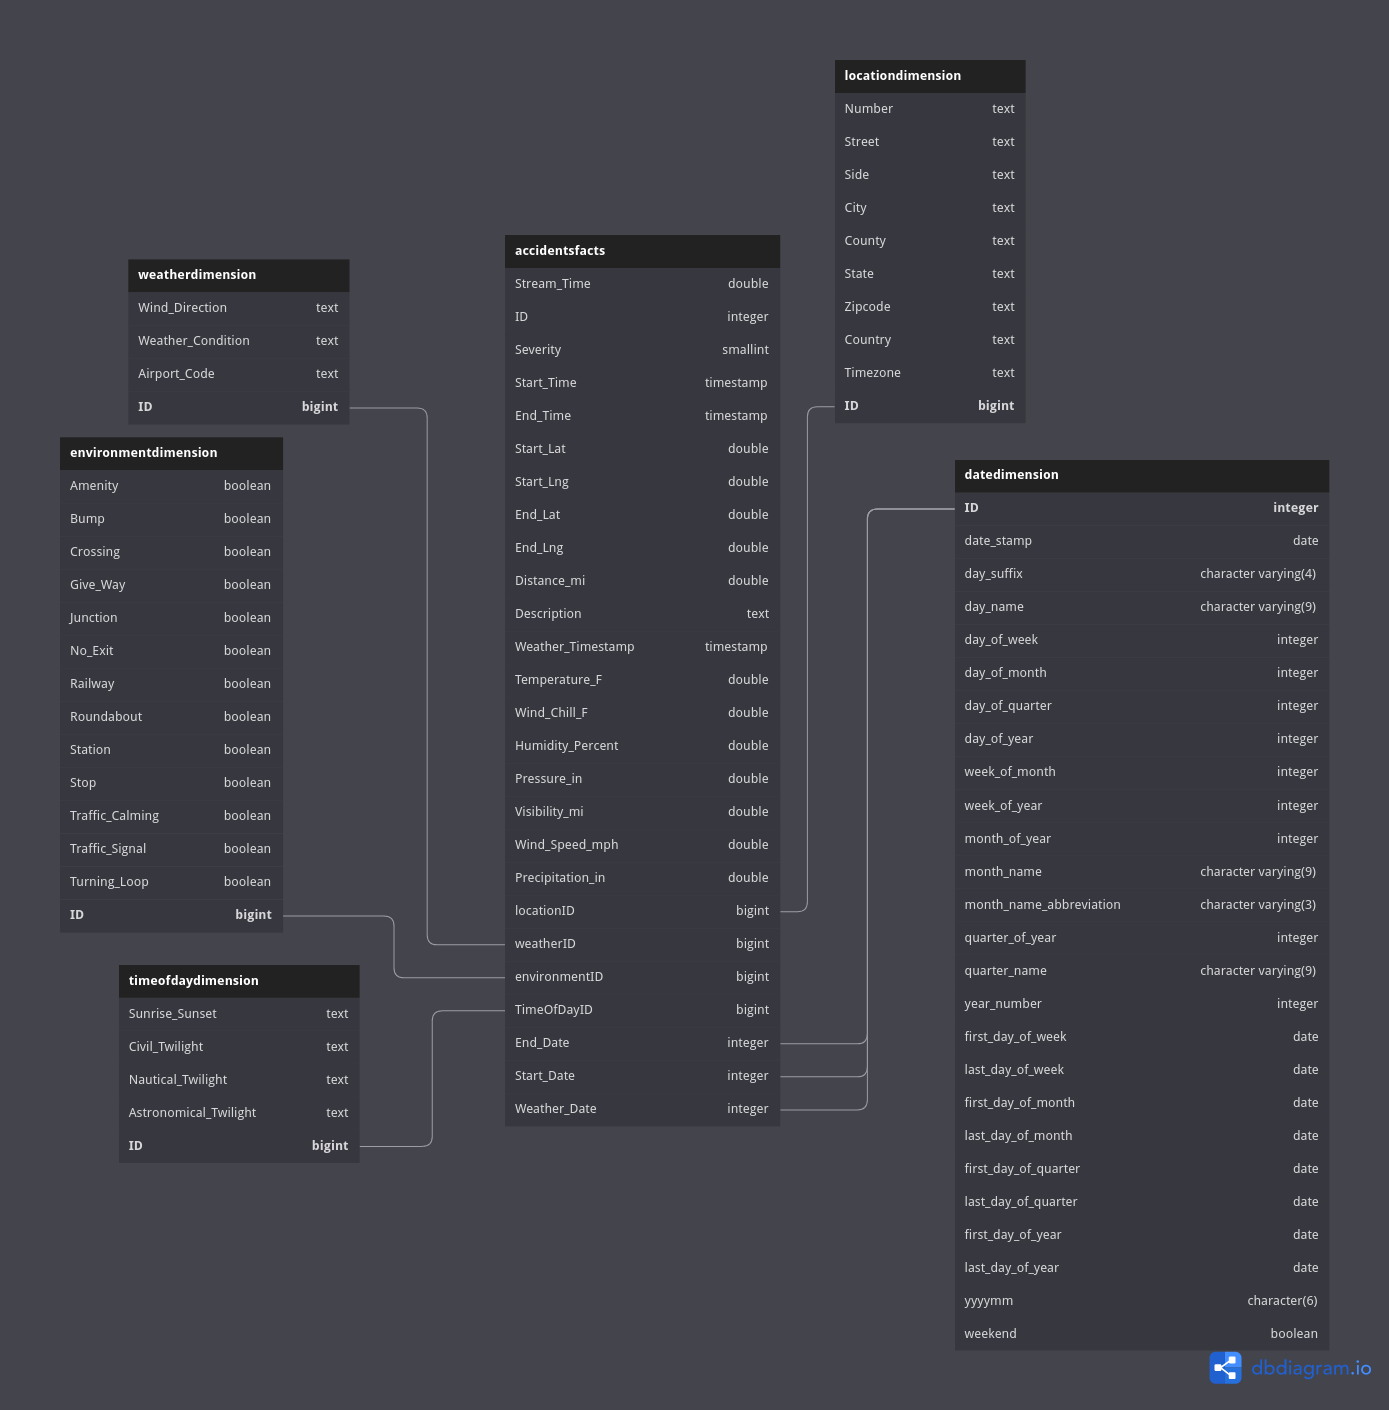 locationdimension
Number text
Street text
Side text
City text
County text
State text
Zipcode text
Country text
Timezone text
ID bigint
accidentsfacts
Stream_Time double
ID integer
Severity smallint
Start_Time timestamp
End_Time timestamp
Start_Lat double
Start_Lng double
End_Lat double
End_Lng double
Distance_mi double
Description text
Weather_Timestamp timestamp
Temperature_F double
Wind_Chill_F double
Humidity_Percent double
Pressure_in double
Visibility_mi double
Wind_Speed_mph double
Precipitation_in double
locationID bigint
weatherID bigint
environmentID bigint
TimeOfDayID bigint
End_Date integer
Start_Date integer
Weather_Date integer
weatherdimension
Wind_Direction text
Weather_Condition text
Airport_Code text
ID bigint
environmentdimension
Amenity boolean
Bump boolean
Crossing boolean
Give_Way boolean
Junction boolean
No_Exit boolean
Railway boolean
Roundabout boolean
Station boolean
Stop boolean
Traffic_Calming boolean
Traffic_Signal boolean
Turning_Loop boolean
ID bigint
timeofdaydimension
Sunrise_Sunset text
Civil_Twilight text
Nautical_Twilight text
Astronomical_Twilight text
ID bigint
datedimension
ID integer
date_stamp date
day_suffix character varying(4)
day_name character varying(9)
day_of_week integer
day_of_month integer
day_of_quarter integer
day_of_year integer
week_of_month integer
week_of_year integer
month_of_year integer
month_name character varying(9)
month_name_abbreviation character varying(3)
quarter_of_year integer
quarter_name character varying(9)
year_number integer
first_day_of_week date
last_day_of_week date
first_day_of_month date
last_day_of_month date
first_day_of_quarter date
last_day_of_quarter date
first_day_of_year date
last_day_of_year date
yyyymm character(6)
weekend boolean
dbdiagram.io